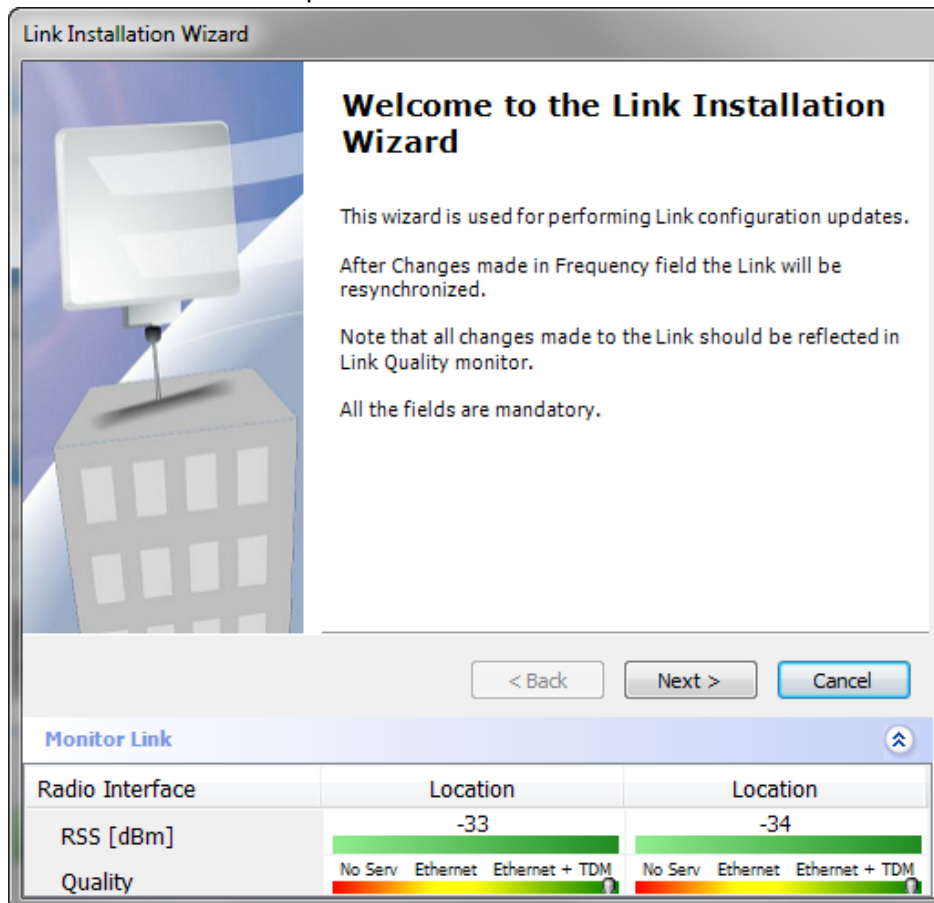 Link Installation Wizard
Welcome to the Link Installation
Wizard
This wizard is used for performing Link configuration updates.
After Changes made in Frequency field the Link will be
resynchronized.
Note that all changes made to the Link should be reflected in
Link Quality monitor.
All the fields are mandatory.
< Back Next > Cancel
Monitor Link
Radio Interface Location Location
RSS [dBm] -33 -34
Quality No Serv Ethernet Ethernet + TDM No Serv Ethernet Ethernet + TDM